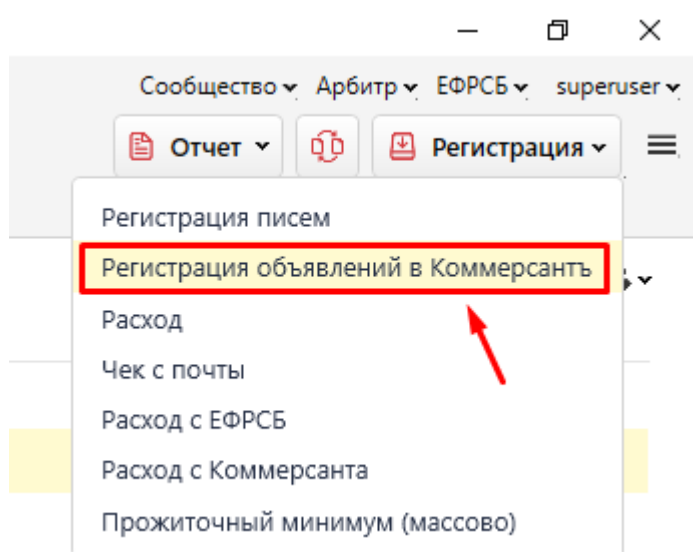 Сообщество Арбитр ЕФРСБ superuser
Отчет Регистрация
Регистрация писем
Регистрация объявлений в Коммерсантъ
Расход
Чек с почты
Расход с ЕФРСБ
Расход с Коммерсанта
Прожиточный минимум (массово)